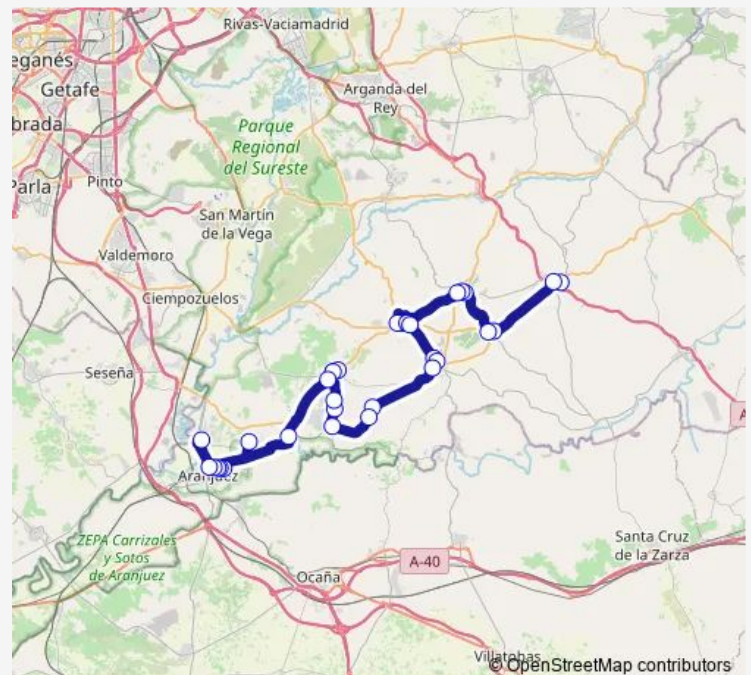 Rivas-Vaciamadrid
eganés
Getafe
Arganda del
Rey
brada
Parque
Regional
del Sureste
Parla
Pinto
San Martín
de la Vega
Valdemoro
Ciempozuelos
Seseña
A
Aranjuez
ZEPA Carrizales
y Sotos
de Aranjuez
Santa Cruz
de la Zarza
A-40
Ocaña
Villatobas
© OpenStreetMap contributors